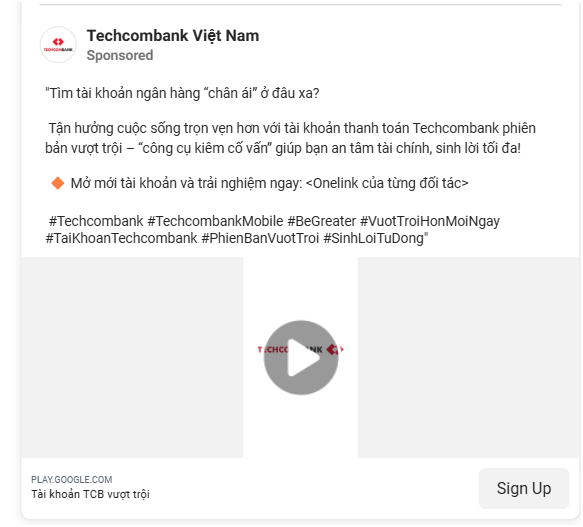 TECHCOMBANK
Techcombank Việt Nam
Sponsored
"Tìm tài khoản ngân hàng “chân ái” ở đâu xa?
Tận hưởng cuộc sống trọn vẹn hơn với tài khoản thanh toán Techcombank phiên
bản vượt trội – “công cụ kiêm cố vấn” giúp bạn an tâm tài chính, sinh lời tối đa!
Mở mới tài khoản và trải nghiệm ngay: <Onelink của từng đối tác>
#Techcombank #TechcombankMobile #BeGreater #VuotTroiHonMoiNgay
#TaiKhoanTechcombank #PhienBanVuotTroi #SinhLoiTuDong"
PLAY.GOOGLE.COM
Tài khoản TCB vượt trội
Sign Up